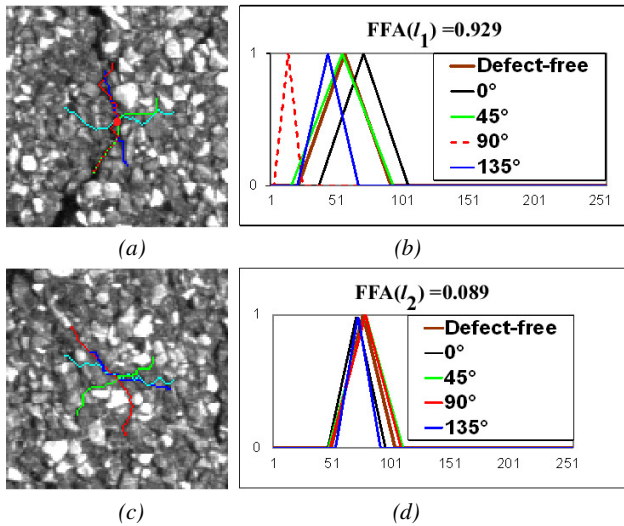 FFA(l₁) =0.929
1
Defect-free
0°
45°
90°
135°
0
1 51 101 151 201 251
(a) (b)
FFA(l₂) =0.089
1
Defect-free
0°
45°
90°
135°
0
1 51 101 151 201 251
(c) (d)